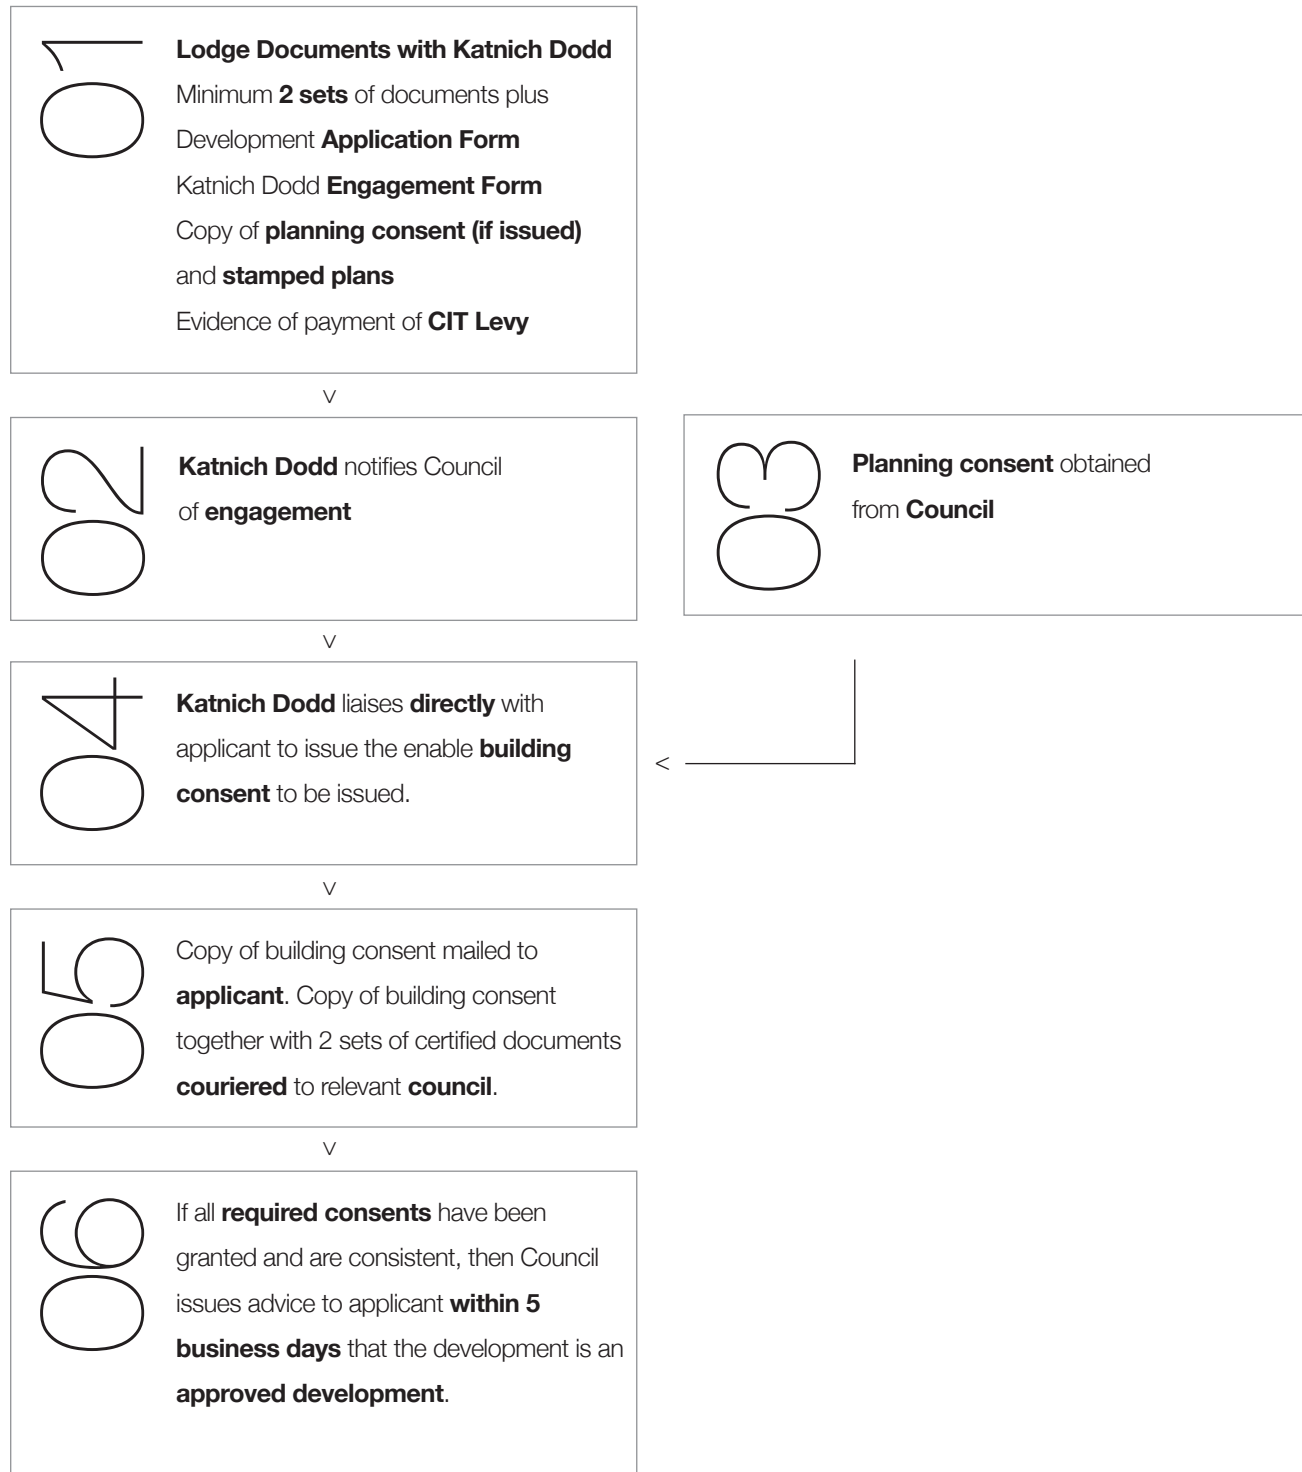 01
Lodge Documents with Katnich Dodd
Minimum 2 sets of documents plus
Development Application Form
Katnich Dodd Engagement Form
Copy of planning consent (if issued)
and stamped plans
Evidence of payment of CIT Levy
>
02
Katnich Dodd notifies Council
of engagement
03
Planning consent obtained
from Council
>
04
Katnich Dodd liaises directly with
applicant to issue the enable building
consent to be issued.
<
>
05
Copy of building consent mailed to
applicant. Copy of building consent
together with 2 sets of certified documents
couriered to relevant council.
>
06
If all required consents have been
granted and are consistent, then Council
issues advice to applicant within 5
business days that the development is an
approved development.